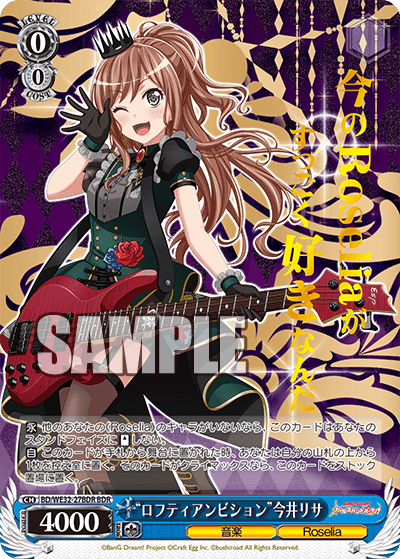 LEVEL
0
0
COST
今のRoseliaが
すっごく好きなんだ
Esp
SAMPLE
永 他のあなたの《Roselia》のキャラがいないなら、このカードはあなたの
スタンドフェイズに スタンドしない。
自 このカードが手札から舞台に置かれた時、あなたは自分の山札の上から
1枚を控え室に置く。そのカードがクライマックスなら、このカードをストック
置場に置く。
CH BD/WE32-27BDR BDR
“ロフティアンビション”今井リサ
POWER
4000
音楽
Roselia
©BanG Dream! Project ©Craft Egg Inc. ©bushiroad All Rights Reserved.